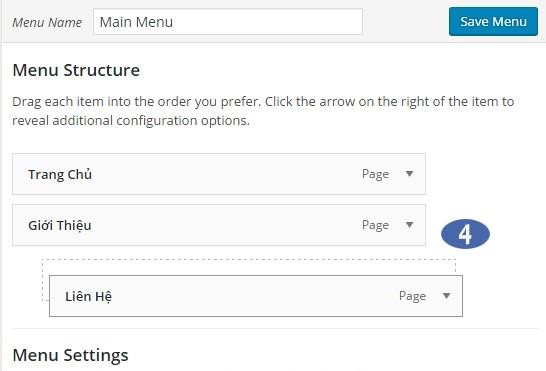 Menu Name Main Menu Save Menu
Menu Structure
Drag each item into the order you prefer. Click the arrow on the right of the item to
reveal additional configuration options.
Trang Chủ Page
Giới Thiệu Page
4
Liên Hệ Page
Menu Settings